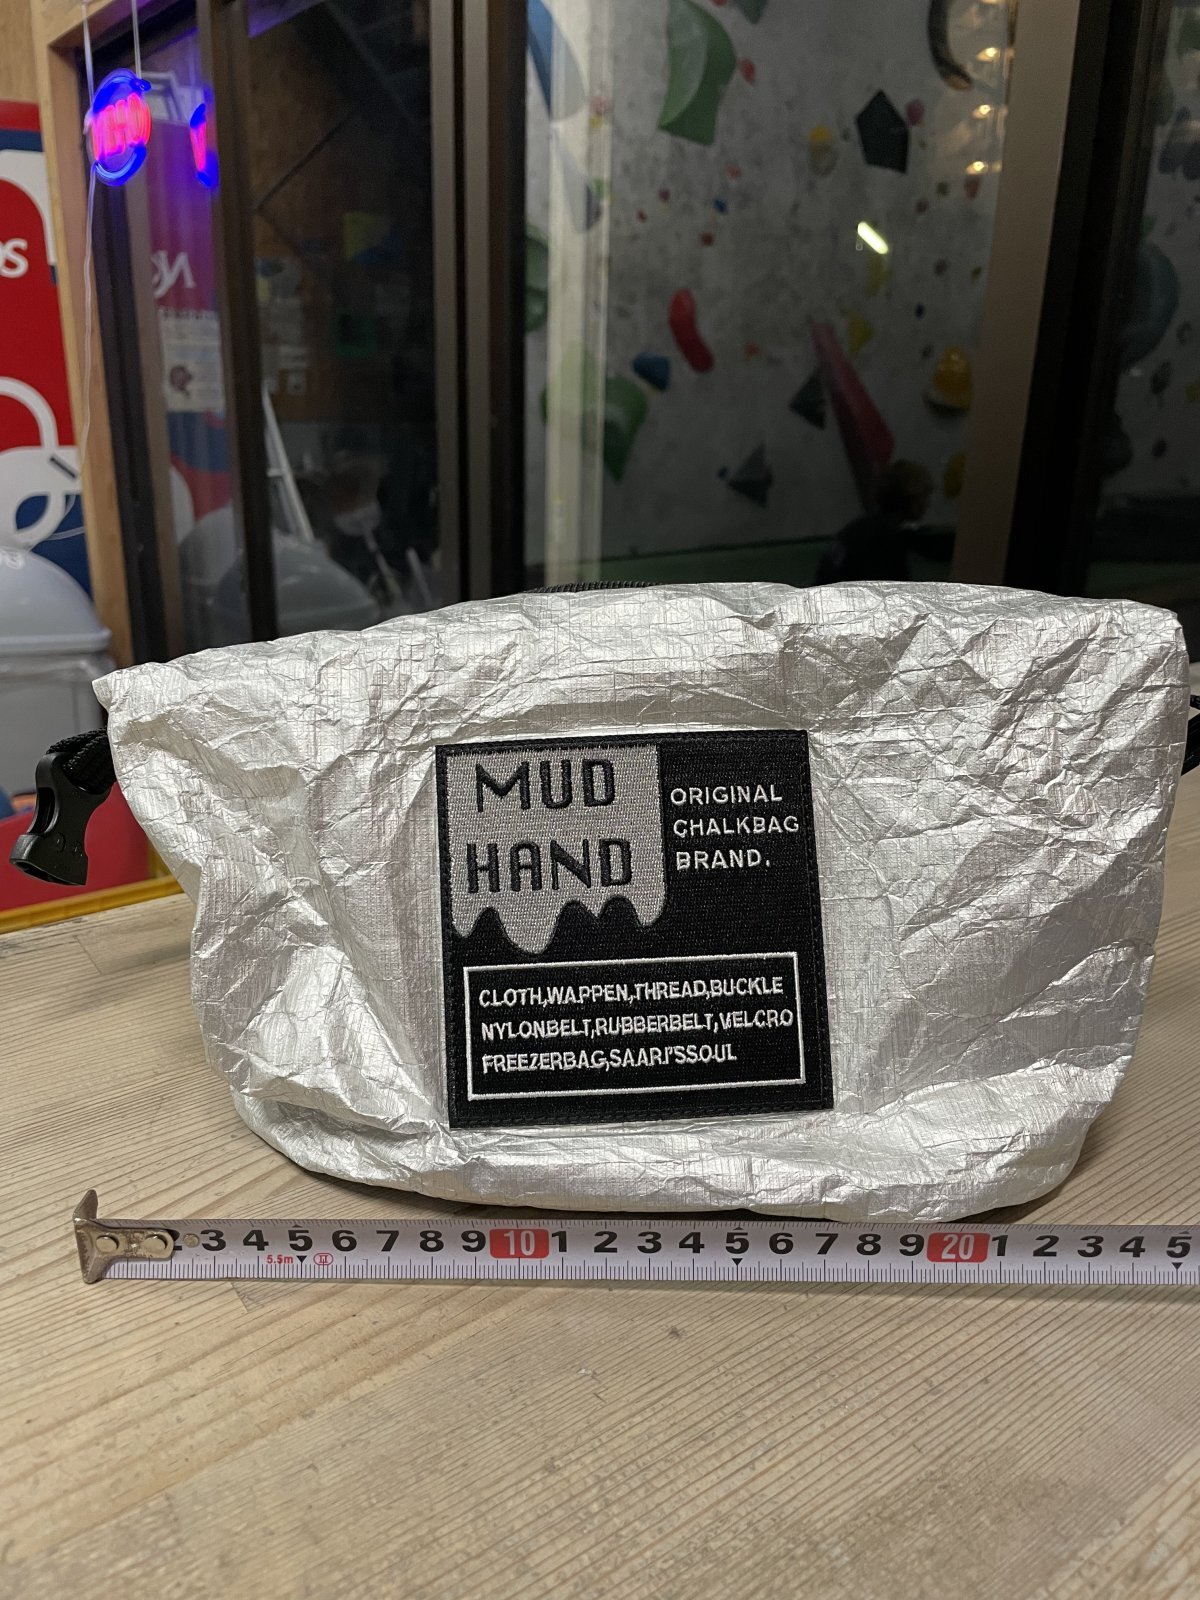 MUD
HAND
ORIGINAL
CHALKBAG
BRAND.
CLOTH,WAPPEN,THREAD,BUCKLE
NYLONBELT,RUBBERBELT,VELCRO
FREEZERBAG,SAARI'SSOUL
2 3 4 5 6 7 8 9 10 1 2 3 4 5 6 7 8 9 20 1 2 3 4 5
5.5m